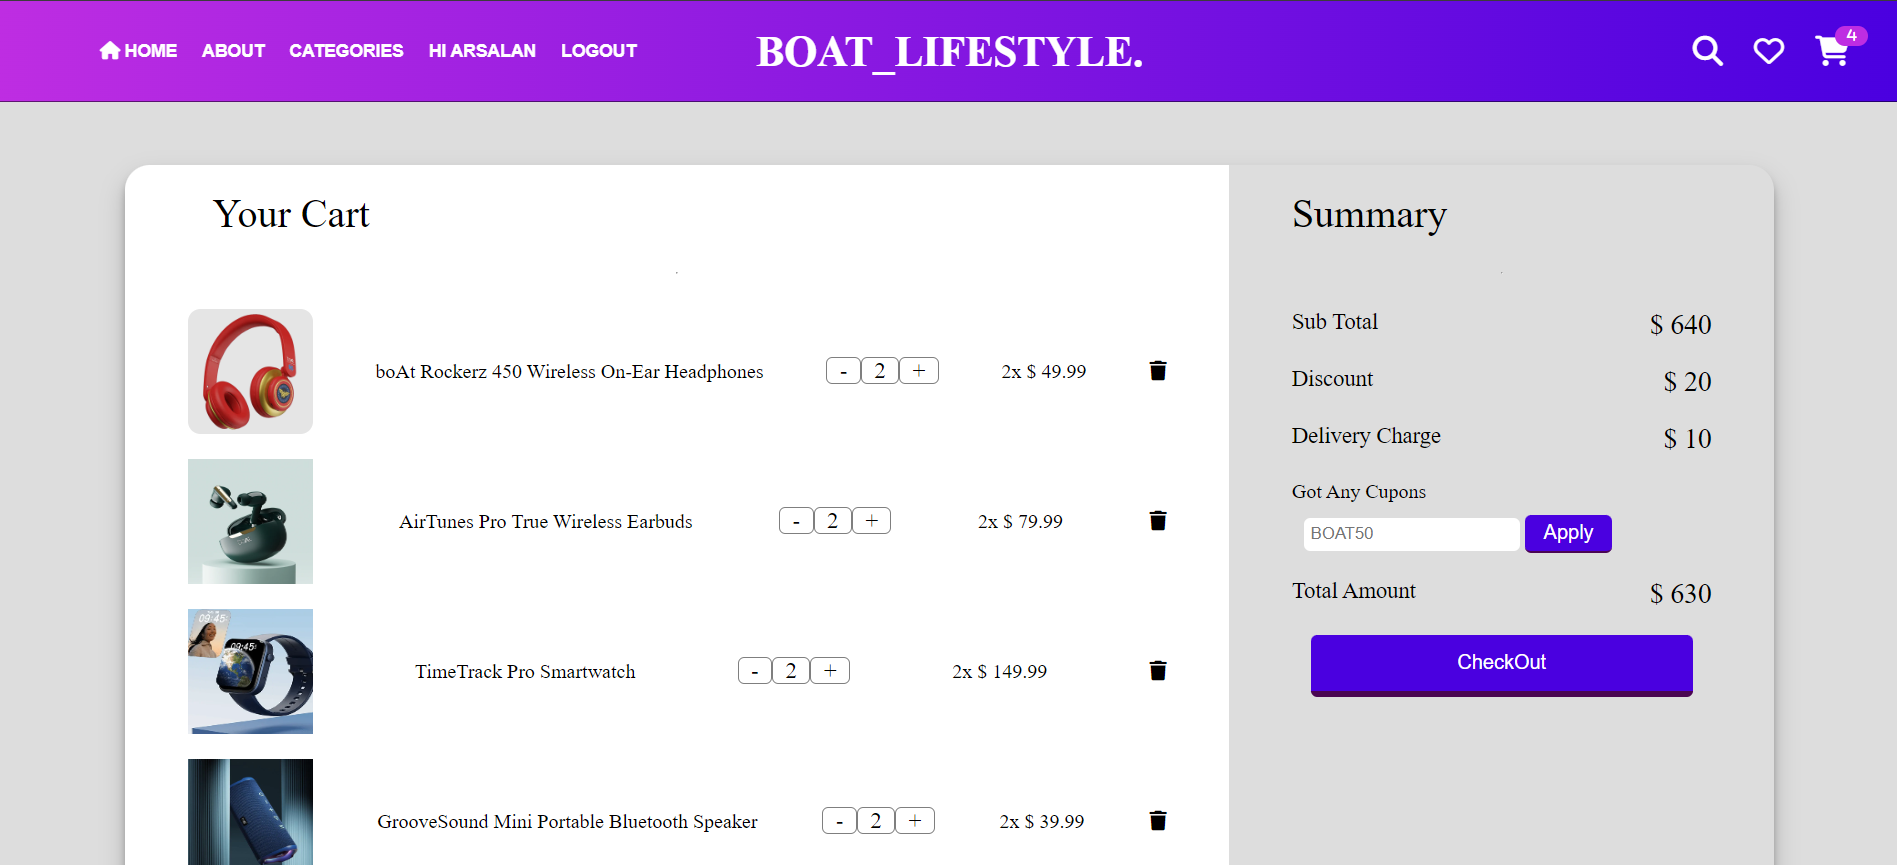 HOME ABOUT CATEGORIES HI ARSALAN LOGOUT BOAT_LIFESTYLE. 4
Your Cart
boAt Rockerz 450 Wireless On-Ear Headphones - 2 + 2x $ 49.99
AirTunes Pro True Wireless Earbuds - 2 + 2x $ 79.99
09:45
09:45
TimeTrack Pro Smartwatch - 2 + 2x $ 149.99
GrooveSound Mini Portable Bluetooth Speaker - 2 + 2x $ 39.99
Summary
Sub Total $ 640
Discount $ 20
Delivery Charge $ 10
Got Any Cupons
BOAT50 Apply
Total Amount $ 630
CheckOut